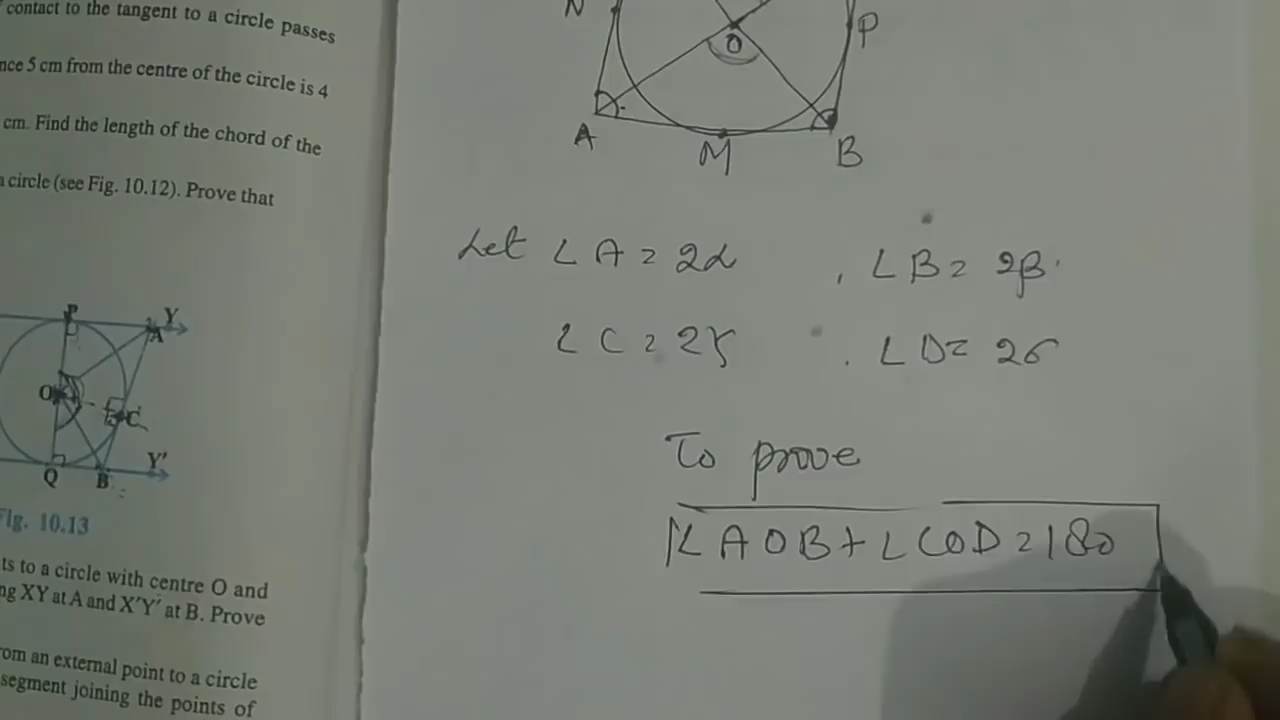 contact to the tangent to a circle passes
nce 5 cm from the centre of the circle is 4
cm. Find the length of the chord of the
a circle (see Fig. 10.12). Prove that
P
Y
A
O
C
Q
B
Y'
Fig. 10.13
ts to a circle with centre O and
ng XY at A and X'Y' at B. Prove
rom an external point to a circle
segment joining the points of
N
P
O
A
M
B
Let ∠A = 2α , ∠B = 2β.
∠C = 2γ . ∠D = 2σ
To prove
∠AOB + ∠COD = 180